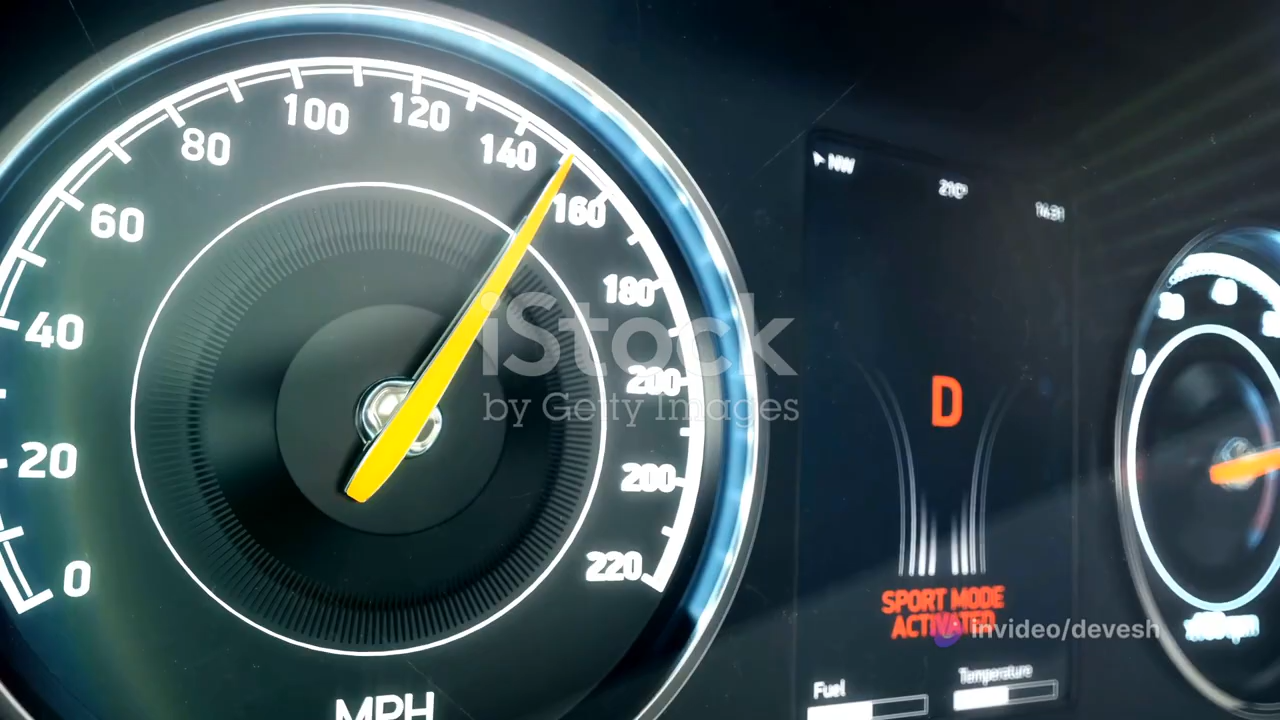 0
20
40
60
80
100
120
140
160
180
200
200
220
MPH
NW
21C°
14:31
D
SPORT MODE
ACTIVATED
Fuel
Temperature
iStock
by Getty Images
invideo/devesh